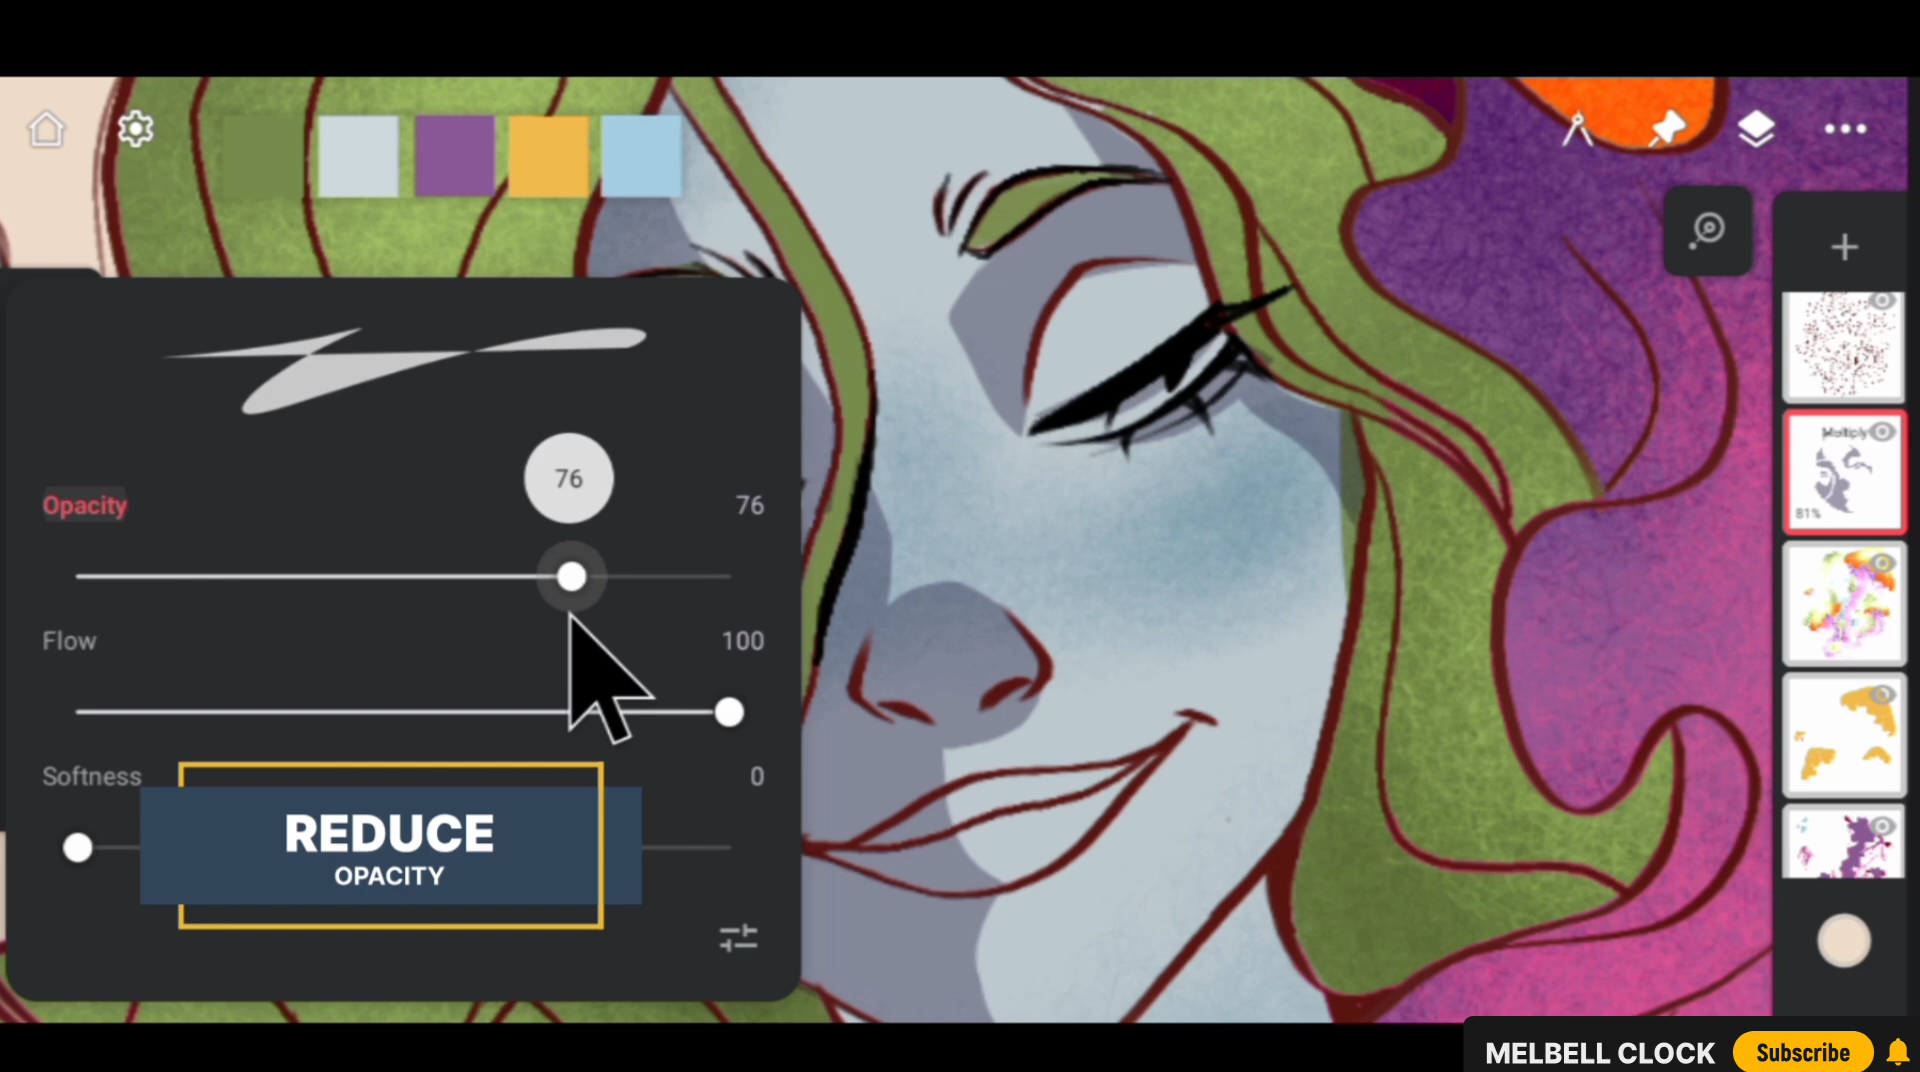 Multiply
81%
76
Opacity
76
Flow
100
Softness
0
REDUCE
OPACITY
MELBELL CLOCK
Subscribe